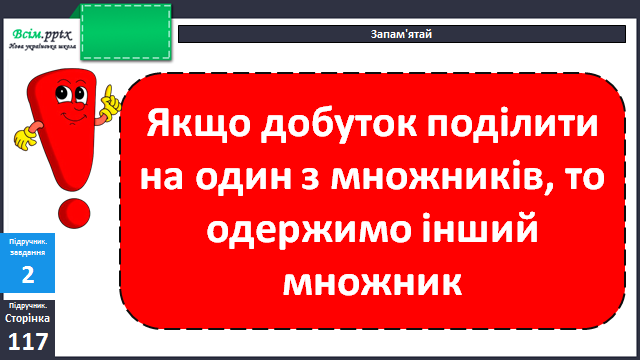 Всім.pptx
Нова українська школа
Запам'ятай
Якщо добуток поділити
на один з множників, то
одержимо інший
множник
Підручник.
завдання
2
Підручник.
Сторінка
117